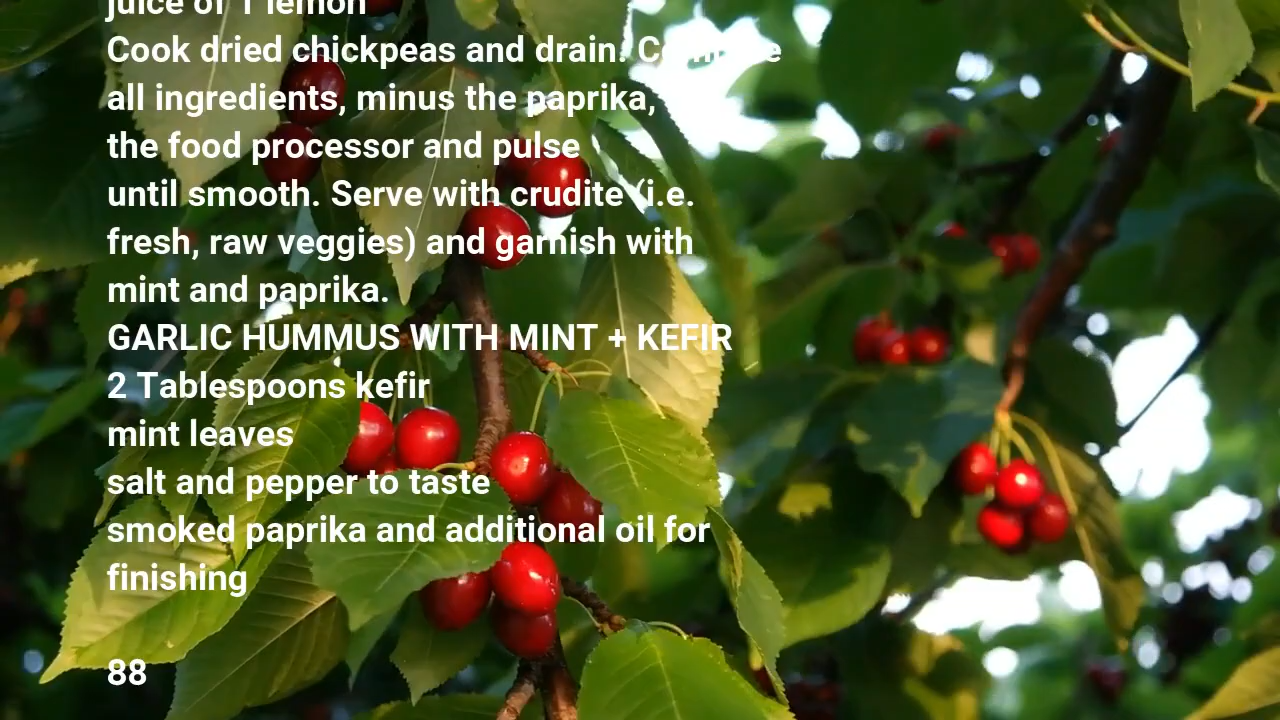 juice of 1 lemon
Cook dried chickpeas and drain. Combine
all ingredients, minus the paprika,
the food processor and pulse
until smooth. Serve with crudite (i.e.
fresh, raw veggies) and garnish with
mint and paprika.
GARLIC HUMMUS WITH MINT + KEFIR
2 Tablespoons kefir
mint leaves
salt and pepper to taste
smoked paprika and additional oil for
finishing
88